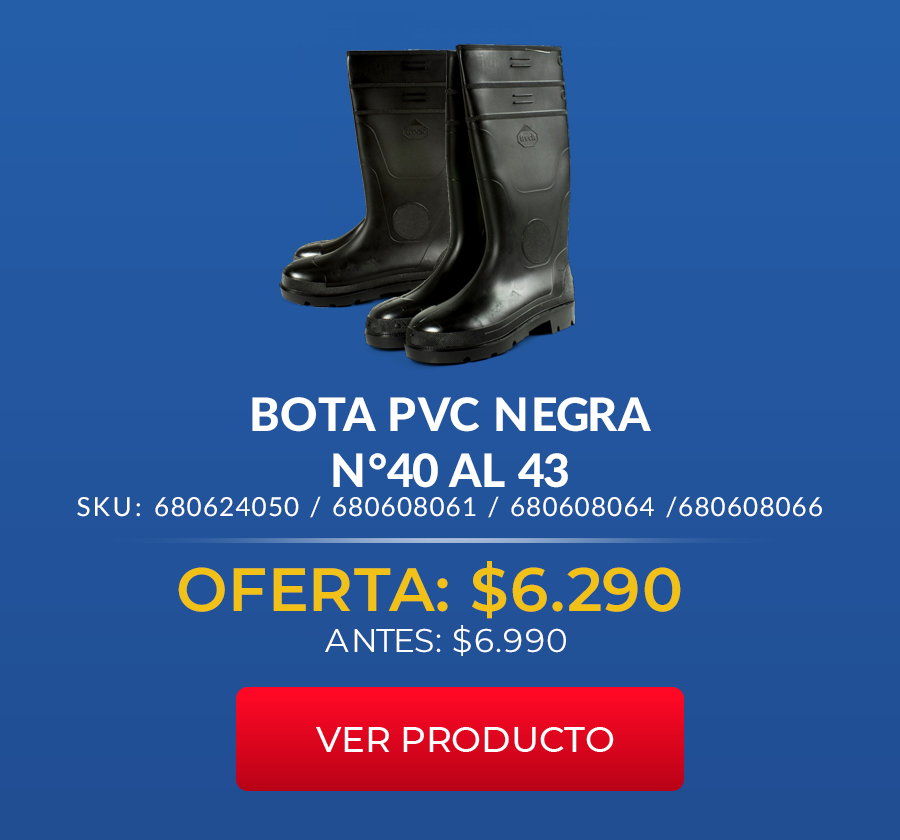 BOTA PVC NEGRA
N°40 AL 43
SKU: 680624050 / 680608061 / 680608064 /680608066
OFERTA: $6.290
ANTES: $6.990
VER PRODUCTO